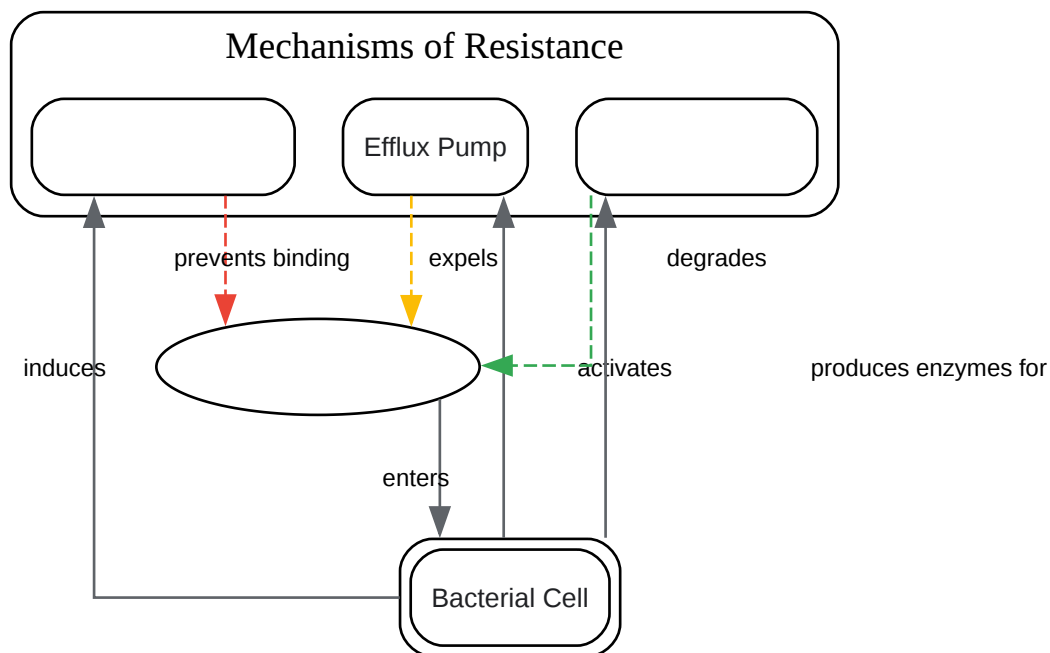 Mechanisms of Resistance
Efflux Pump
prevents binding
expels
degrades
induces
activates
produces enzymes for
enters
Bacterial Cell